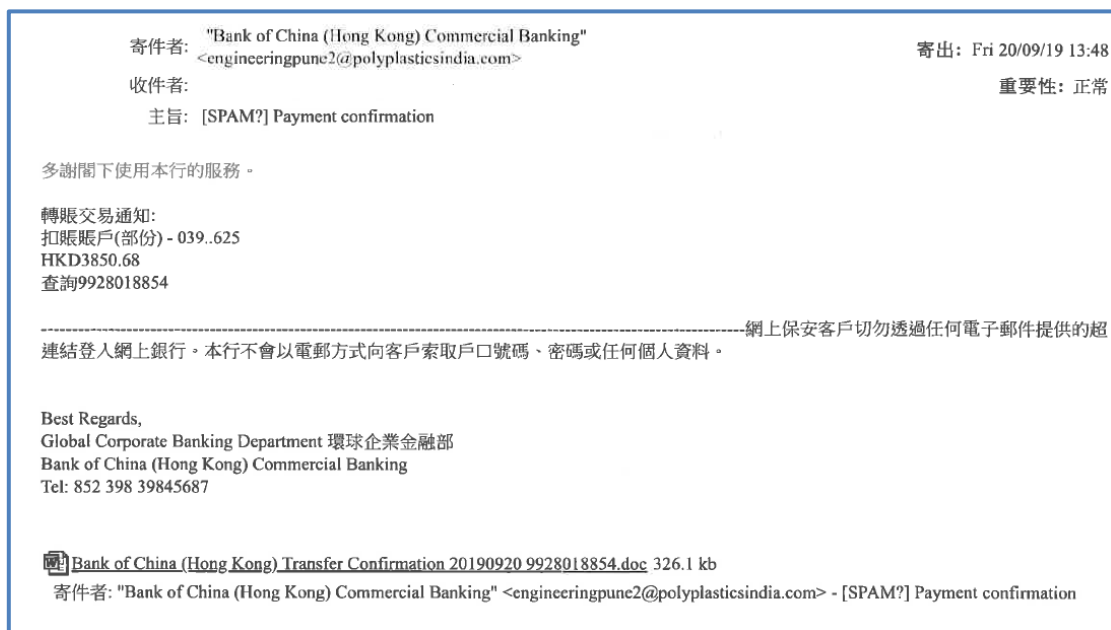 寄件者: "Bank of China (Hong Kong) Commercial Banking"
<engineeringpune2@polyplasticsindia.com>
寄出: Fri 20/09/19 13:48
收件者:
重要性: 正常
主旨: [SPAM?] Payment confirmation
多謝閣下使用本行的服務。
轉賬交易通知:
扣賬賬戶(部份) - 039..625
HKD3850.68
查詢9928018854
--------------------------------------------------------------------------------------------------------------網上保安客戶切勿透過任何電子郵件提供的超
連結登入網上銀行。本行不會以電郵方式向客戶索取戶口號碼、密碼或任何個人資料。
Best Regards,
Global Corporate Banking Department 環球企業金融部
Bank of China (Hong Kong) Commercial Banking
Tel: 852 398 39845687
Bank of China (Hong Kong) Transfer Confirmation 20190920 9928018854.doc 326.1 kb
寄件者: "Bank of China (Hong Kong) Commercial Banking" <engineeringpune2@polyplasticsindia.com> - [SPAM?] Payment confirmation